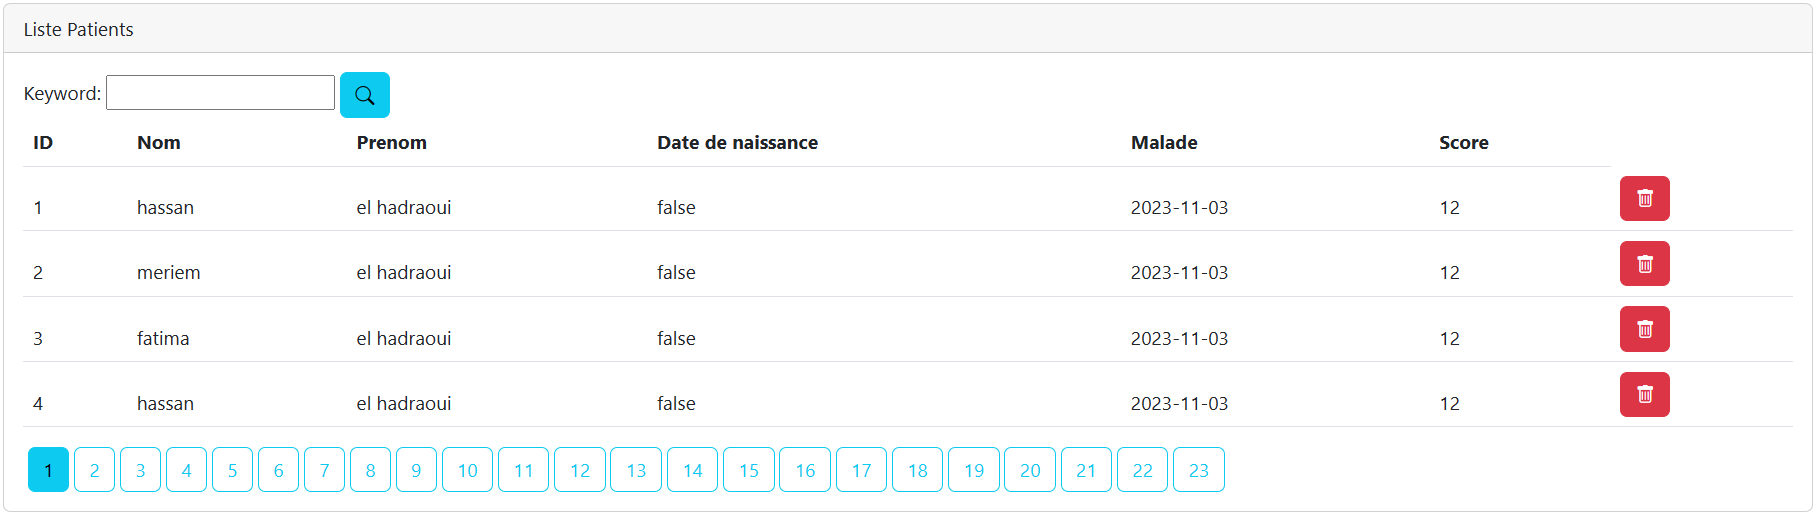 Liste Patients
Keyword:
ID Nom Prenom Date de naissance Malade Score
1 hassan el hadraoui false 2023-11-03 12
2 meriem el hadraoui false 2023-11-03 12
3 fatima el hadraoui false 2023-11-03 12
4 hassan el hadraoui false 2023-11-03 12
1 2 3 4 5 6 7 8 9 10 11 12 13 14 15 16 17 18 19 20 21 22 23